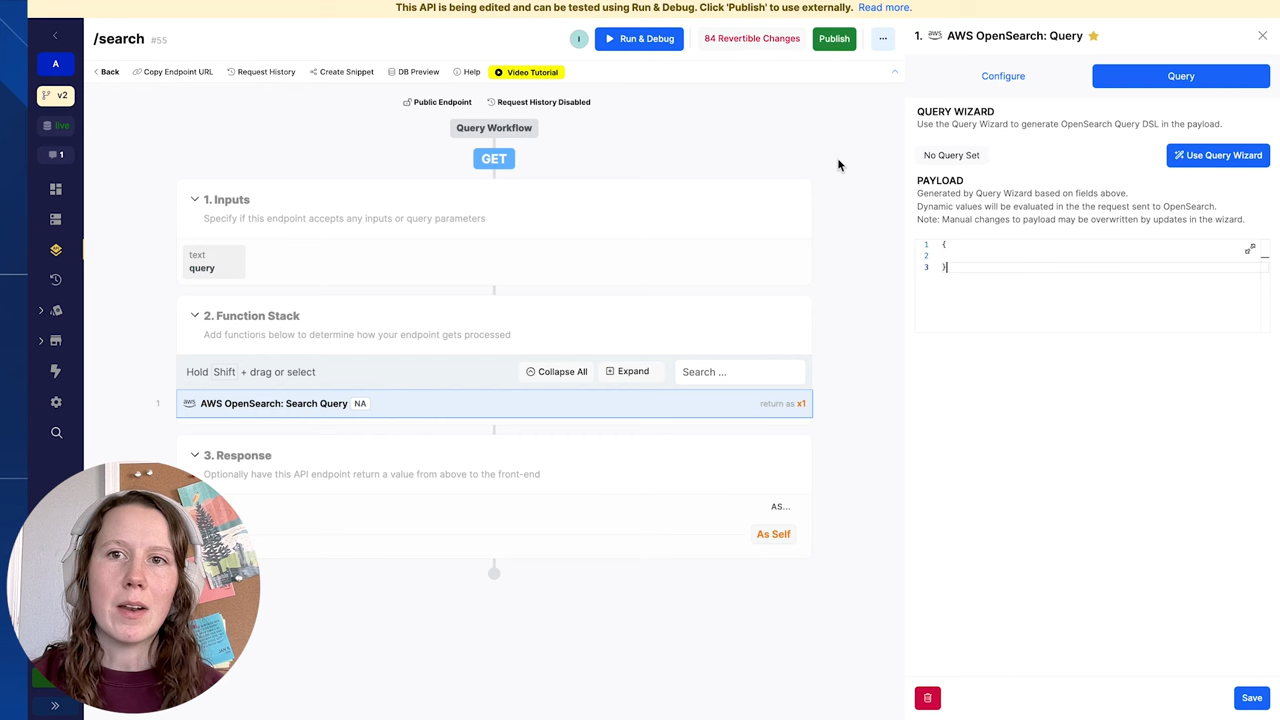 This API is being edited and can be tested using Run & Debug. Click 'Publish' to use externally. Read more.
/search #55
I
Run & Debug
84 Revertible Changes
Publish
...
Back
Copy Endpoint URL
Request History
Create Snippet
DB Preview
Help
Video Tutorial
A
v2
live
1
Public Endpoint
Request History Disabled
Query Workflow
GET
1. Inputs
Specify if this endpoint accepts any inputs or query parameters
text
query
2. Function Stack
Add functions below to determine how your endpoint gets processed
Hold Shift + drag or select
Collapse All
Expand
Search ...
1
aws AWS OpenSearch: Search Query NA
return as x1
3. Response
Optionally have this API endpoint return a value from above to the front-end
AS...
As Self
1. aws AWS OpenSearch: Query
Configure
Query
QUERY WIZARD
Use the Query Wizard to generate OpenSearch Query DSL in the payload.
No Query Set
Use Query Wizard
PAYLOAD
Generated by Query Wizard based on fields above.
Dynamic values will be evaluated in the the request sent to OpenSearch.
Note: Manual changes to payload may be overwritten by updates in the wizard.
1 {
2
3 }
Save